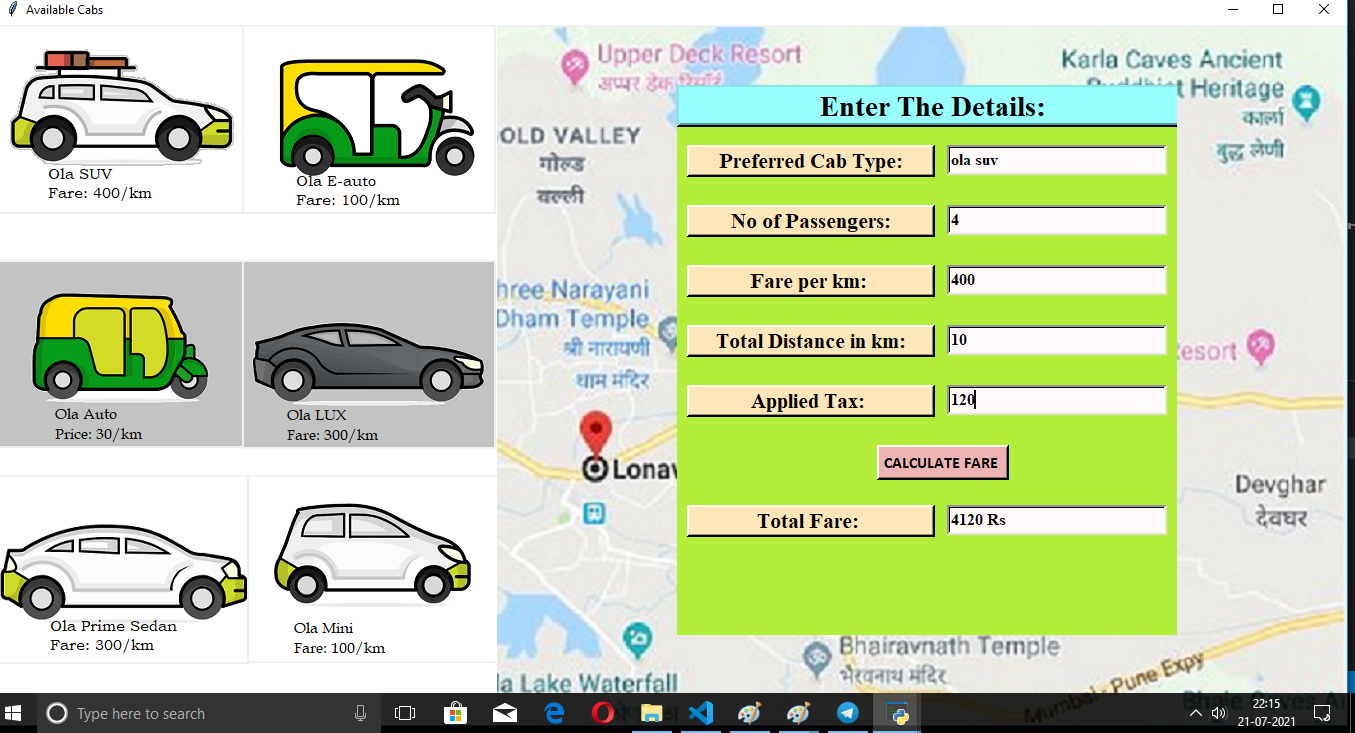 Available Cabs
Ola SUV
Fare: 400/km
Ola E-auto
Fare: 100/km
Ola Auto
Price: 30/km
Ola LUX
Fare: 300/km
Ola Prime Sedan
Fare: 300/km
Ola Mini
Fare: 100/km
Upper Deck Resort
अप्पर डेक रिसॉर्ट
Karla Caves Ancient
Buddhist Heritage
कार्ला
बुद्ध लेणी
OLD VALLEY
गोल्ड
वल्ली
hree Narayani
Dham Temple
श्री नारायणी
धाम मंदिर
Enter The Details:
Preferred Cab Type:
ola suv
No of Passengers:
4
Fare per km:
400
Total Distance in km:
10
Applied Tax:
120
CALCULATE FARE
Total Fare:
4120 Rs
esort
Lonav
Devghar
देवघर
Bhairavnath Temple
भैरवनाथ मंदिर
la Lake Waterfall
Mumbai - Pune Expy
Type here to search
22:15
21-07-2021